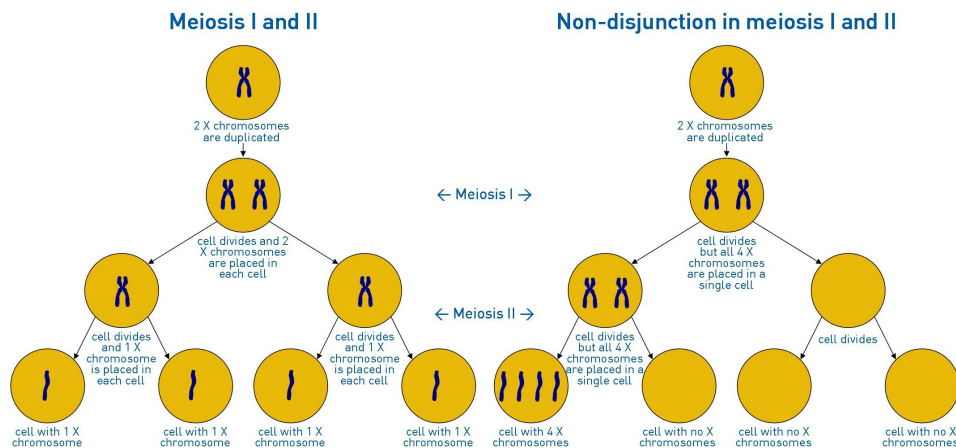 Meiosis I and II
2 X chromosomes
are duplicated
cell divides and 2
X chromosomes
are placed in
each cell
cell divides
and 1 X
chromosome
is placed in
each cell
cell divides
and 1 X
chromosome
is placed in
each cell
cell with 1 X
chromosome
cell with 1 X
chromosome
cell with 1 X
chromosome
cell with 1 X
chromosome
← Meiosis I →
← Meiosis II →
Non-disjunction in meiosis I and II
2 X chromosomes
are duplicated
cell divides
but all 4 X
chromosomes
are placed in a
single cell
cell divides
but all 4 X
chromosomes
are placed in a
single cell
cell divides
cell with 4 X
chromosomes
cell with no X
chromosomes
cell with no X
chromosomes
cell with no X
chromosomes